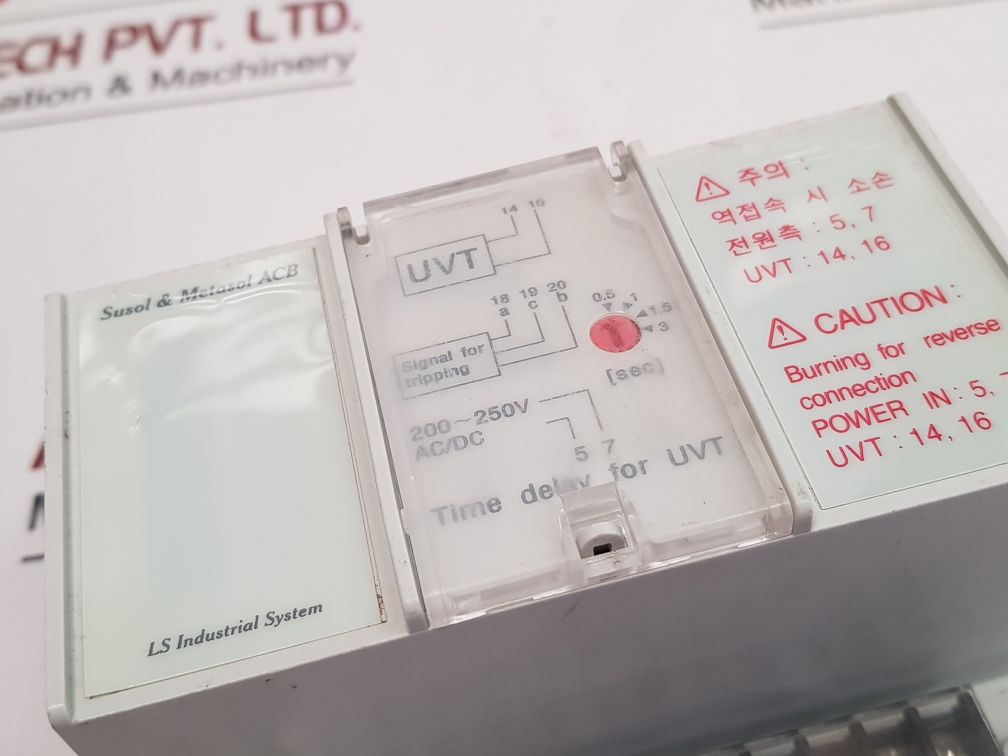 ECH PVT. LTD.
ation & Machinery
Susol & Metasol ACB
LS Industrial System
14 16
UVT
18 19 20
a c b
Signal for
tripping
0.5 1
1.5
3
[sec]
200~250V
AC/DC
5 7
Time delay for UVT
주의 :
역접속 시 소손
전원측 : 5, 7
UVT : 14, 16
CAUTION :
Burning for reverse
connection
POWER IN : 5,
UVT : 14, 16